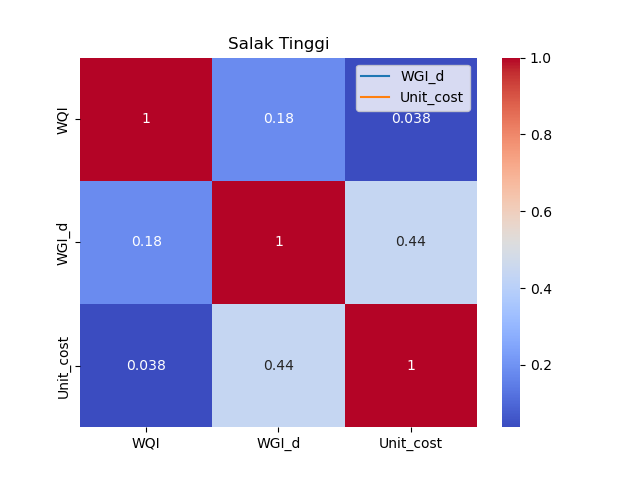 Salak Tinggi
WGI_d
Unit_cost
WQI
1
0.18
0.038
WGI_d
0.18
1
0.44
Unit_cost
0.038
0.44
1
WQI
WGI_d
Unit_cost
1.0
0.8
0.6
0.4
0.2